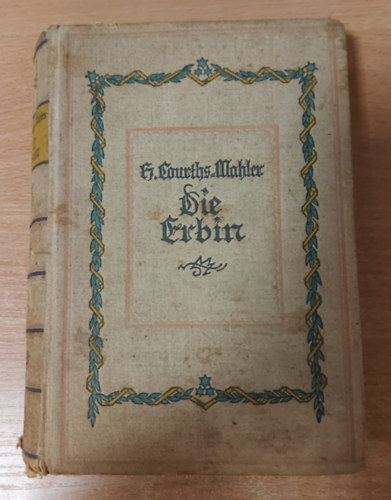 H. Courths-Mahler
Die
Erbin